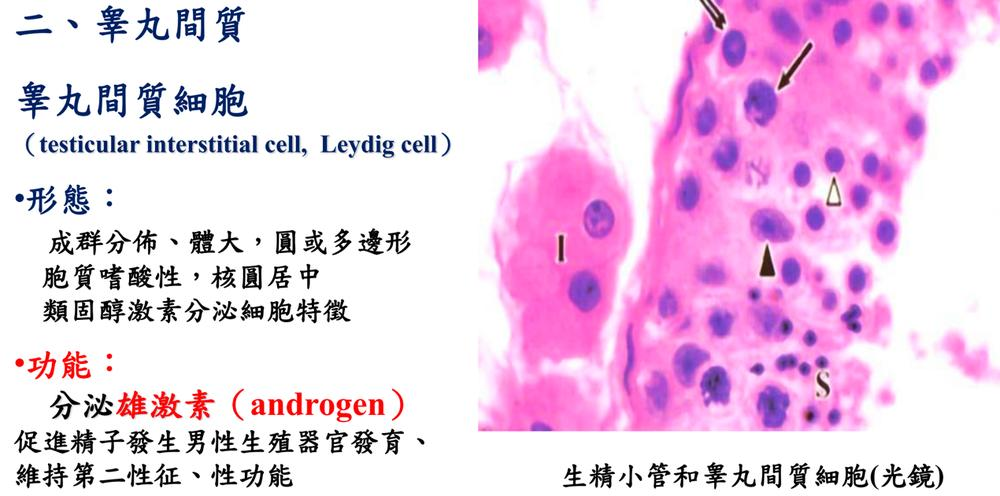 二、睾丸間質
睾丸間質細胞
（testicular interstitial cell, Leydig cell）
•形態：
成群分佈、體大，圓或多邊形
胞質嗜酸性，核圓居中
類固醇激素分泌細胞特徵
•功能：
分泌雄激素（androgen）
促進精子發生男性生殖器官發育、
維持第二性征、性功能
I
S
生精小管和睾丸間質細胞(光鏡)